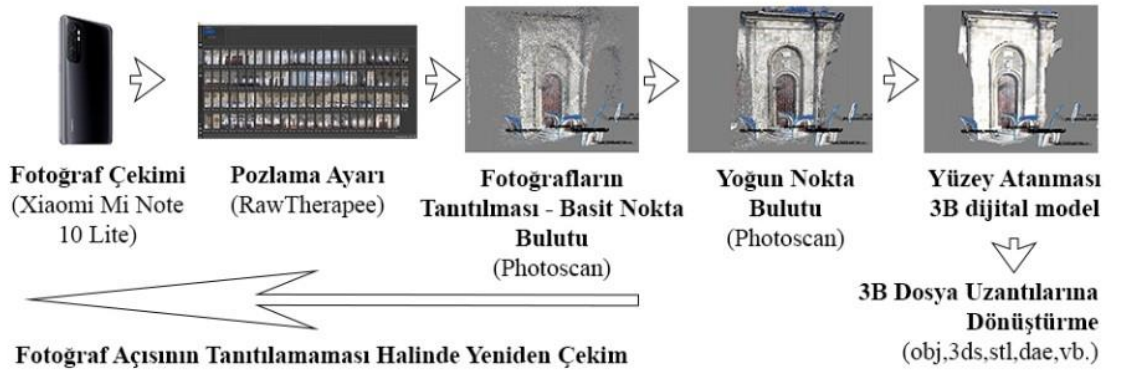 Fotoğraf Çekimi
(Xiaomi Mi Note
10 Lite)
Pozlama Ayarı
(RawTherapee)
Fotoğrafların
Tanıtılması - Basit Nokta
Bulutu
(Photoscan)
Yoğun Nokta
Bulutu
(Photoscan)
Yüzey Atanması
3B dijital model
3B Dosya Uzantılarına
Dönüştürme
(obj,3ds,stl,dae,vb.)
Fotoğraf Açısının Tanıtılamaması Halinde Yeniden Çekim